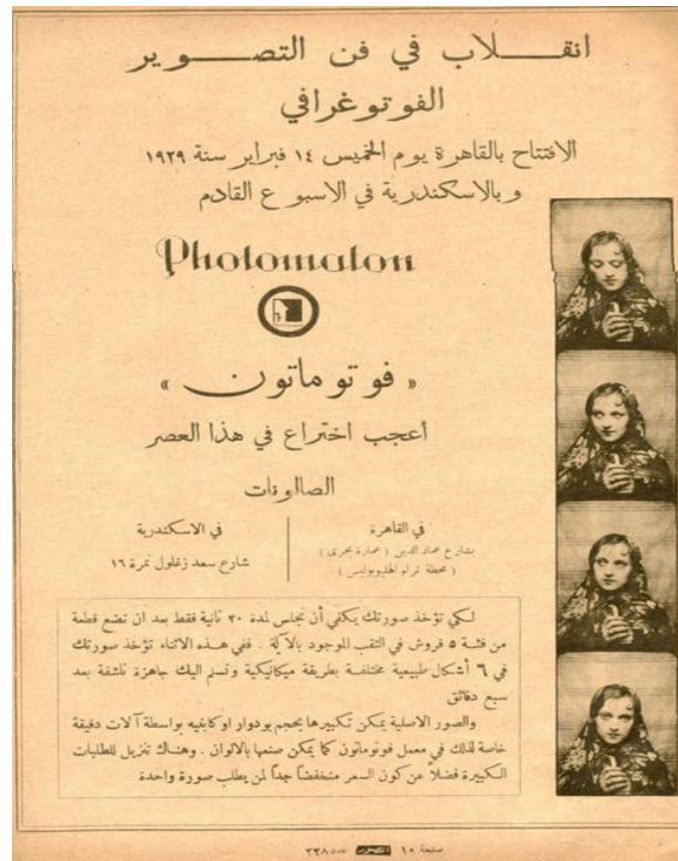 انقلاب في فن التصوير
الفوتوغرافي
الافتتاح بالقاهرة يوم الخميس ١٤ فبراير سنة ١٩٢٩
وبالاسكندرية في الاسبوع القادم
Photomaton
« فوتوماتون »
أعجب اختراع في هذا العصر
الصالونات
في القاهرة
بشارع عماد الدين ( عمارة بحرى )
( محطة ترام الهليوبوليس )
في الاسكندرية
شارع سعد زغلول نمرة ١٦
لكي تؤخذ صورتك يكفي أن تجلس لمدة ٢٠ ثانية فقط بعد ان تضع قطعة
من فئة ٥ قروش في الثقب الموجود بالآلة . ففي هذه الاثناء تؤخذ صورتك
في ٦ أشكال طبيعية مختلفة بطريقة ميكانيكية وتسلم اليك جاهزة ناشفة بعد
سبع دقائق
والصور الاصلية يمكن تكبيرها بحجم بودوار او كابنيه بواسطة آلات دقيقة
خاصة لذلك في معمل فوتوماتون كما يمكن صنعها بالالوان . وهناك تنزيل للطلبات
الكبيرة فضلاً عن كون السعر منخفضاً جداً لمن يطلب صورة واحدة
صفحة ١٠ المصور عدد ٢٢٨